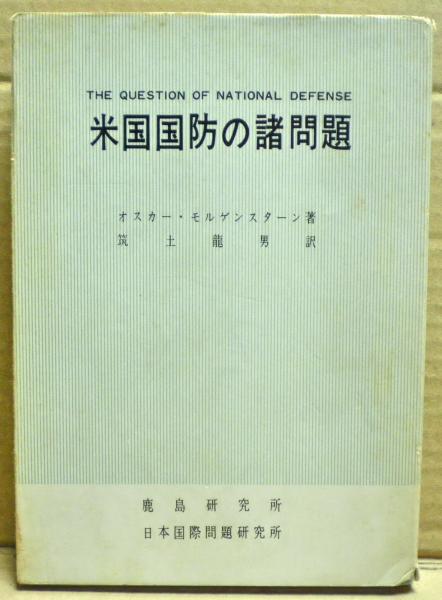 THE QUESTION OF NATIONAL DEFENSE
米国国防の諸問題
オスカー・モルゲンスターン著
筑土龍男訳
鹿島研究所
日本国際問題研究所